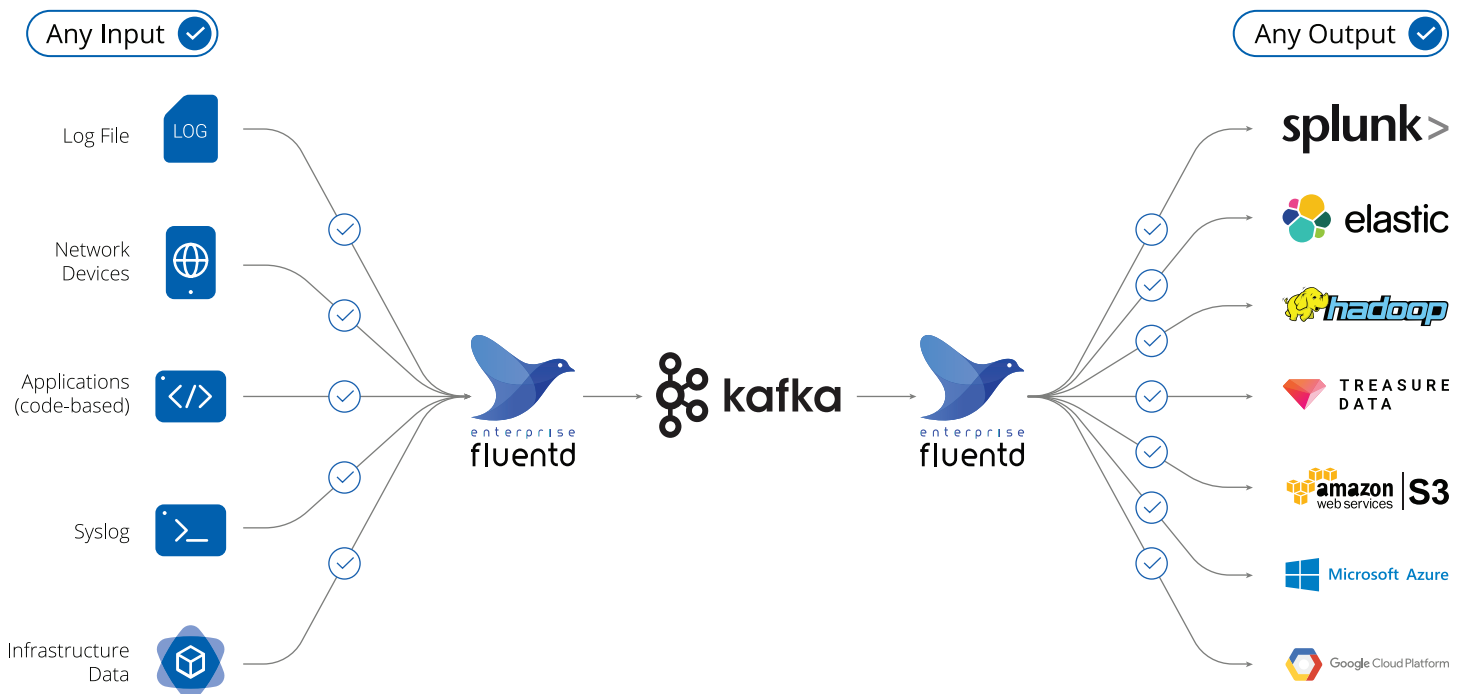 Any Input
Any Output
Log File
LOG
Network
Devices
Applications
(code-based)
</>
Syslog
>_
Infrastructure
Data
enterprise
fluentd
kafka
enterprise
fluentd
splunk>
elastic
hadoop
TREASURE
DATA
amazon
web services
S3
Microsoft Azure
Google Cloud Platform